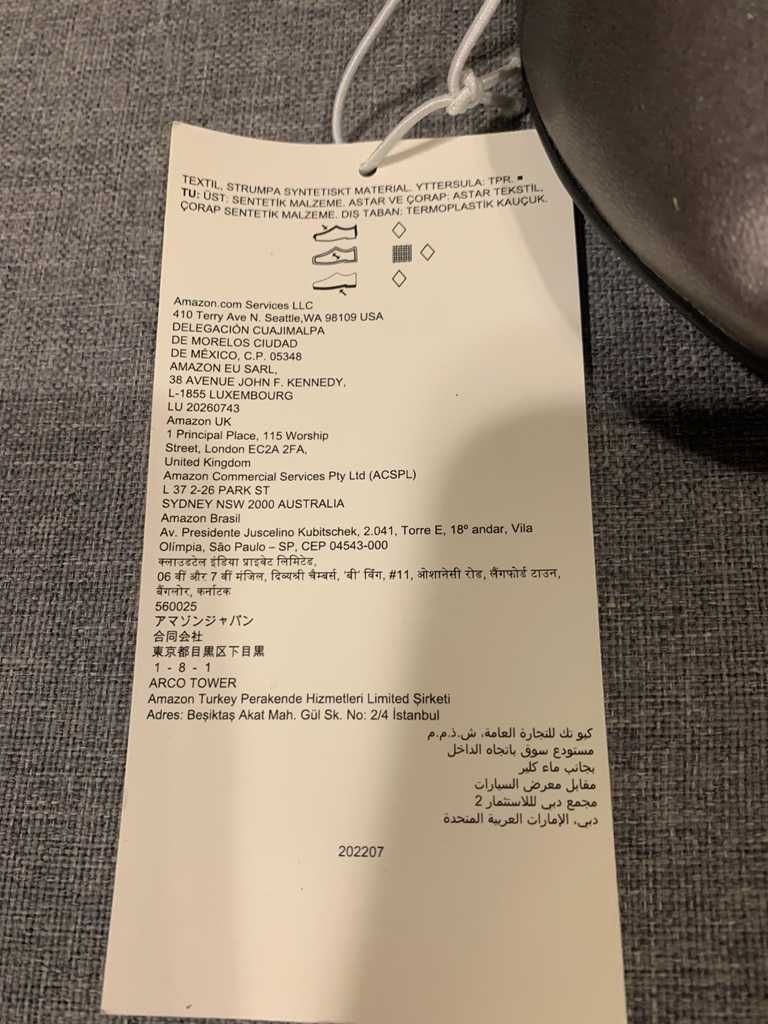 TEXTIL, STRUMPA SYNTETISKT MATERIAL. YTTERSULA: TPR. ■
TU: ÜST: SENTETİK MALZEME. ASTAR VE ÇORAP: ASTAR TEKSTİL,
ÇORAP SENTETİK MALZEME. DIŞ TABAN: TERMOPLASTİK KAUÇUK.
Amazon.com Services LLC
410 Terry Ave N. Seattle,WA 98109 USA
DELEGACIÓN CUAJIMALPA
DE MORELOS CIUDAD
DE MÉXICO, C.P. 05348
AMAZON EU SARL,
38 AVENUE JOHN F. KENNEDY,
L-1855 LUXEMBOURG
LU 20260743
Amazon UK
1 Principal Place, 115 Worship
Street, London EC2A 2FA,
United Kingdom
Amazon Commercial Services Pty Ltd (ACSPL)
L 37 2-26 PARK ST
SYDNEY NSW 2000 AUSTRALIA
Amazon Brasil
Av. Presidente Juscelino Kubitschek, 2.041, Torre E, 18º andar, Vila
Olímpia, São Paulo – SP, CEP 04543-000
क्लाउडटेल इंडिया प्राइवेट लिमिटेड,
06 वीं और 7 वीं मंजिल, दिव्यश्री चैम्बर्स, 'बी' विंग, #11, ओशानेसी रोड, लैंगफोर्ड टाउन,
बैंगलोर, कर्नाटक
560025
アマゾンジャパン
合同会社
東京都目黒区下目黒
1 - 8 - 1
ARCO TOWER
Amazon Turkey Perakende Hizmetleri Limited Şirketi
Adres: Beşiktaş Akat Mah. Gül Sk. No: 2/4 İstanbul
كيو تك للتجارة العامة، ش.ذ.م.م
مستودع سوق باتجاه الداخل
بجانب ماء كلير
مقابل معرض السيارات
مجمع دبي لللاستثمار 2
دبي، الإمارات العربية المتحدة
202207